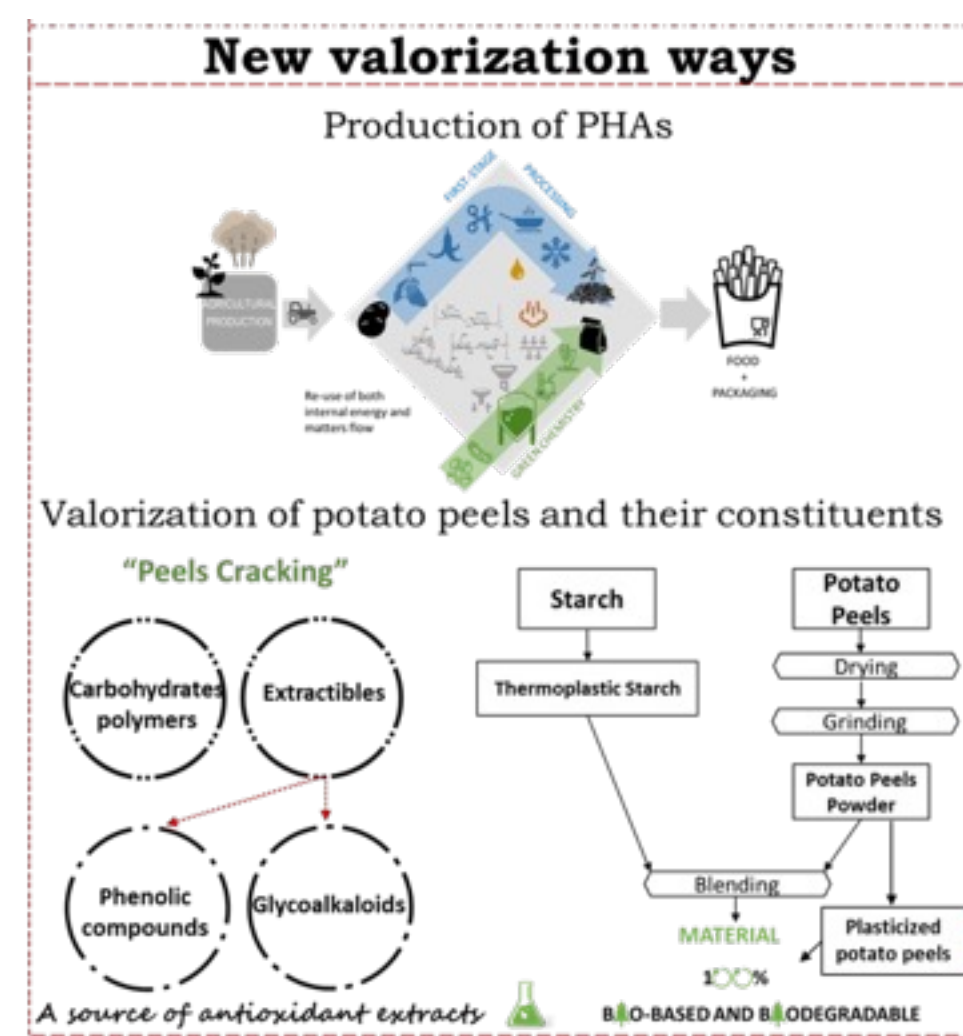 New valorization ways
Production of PHAs
FIRST-STAGE
PROCESSING
AGRICULTURAL
PRODUCTION
Re-use of both
internal energy and
matters flow
GREEN CHEMISTRY
FOOD
+
PACKAGING
Valorization of potato peels and their constituents
“Peels Cracking”
Carbohydrates
polymers
Extractibles
Phenolic
compounds
Glycoalkaloids
A source of antioxidant extracts
Starch
Thermoplastic Starch
Potato
Peels
Drying
Grinding
Potato Peels
Powder
Blending
MATERIAL
Plasticized
potato peels
100%
BIO-BASED AND BIODEGRADABLE